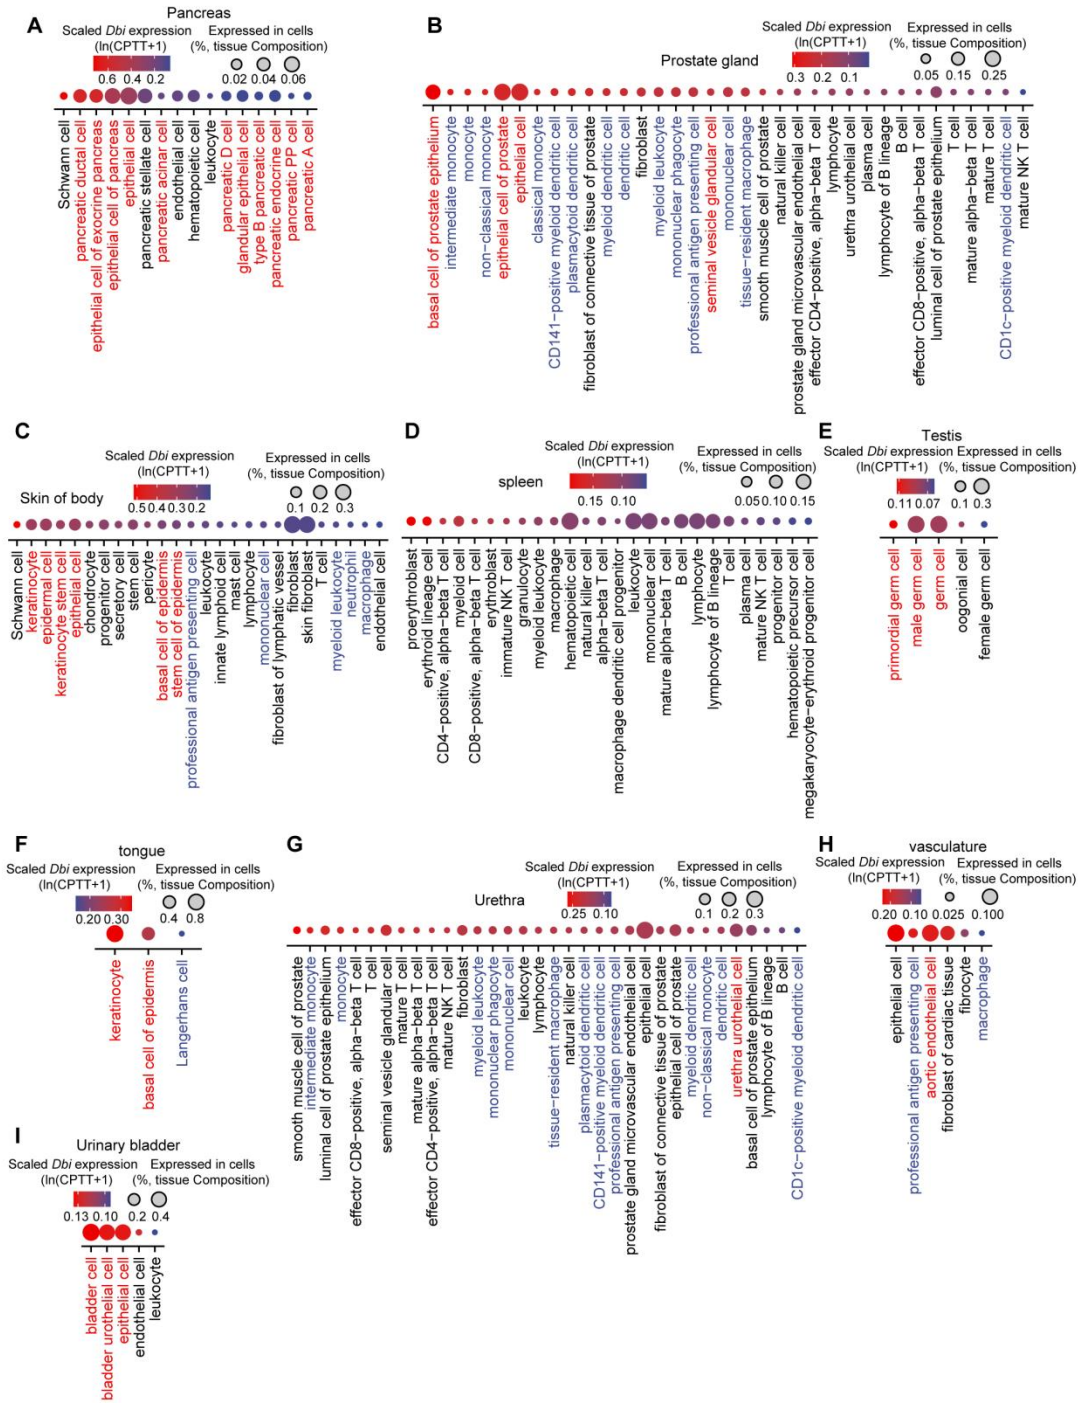 A
Pancreas
Scaled Dbi expression
(ln(CPTT+1)
0.6 0.4 0.2
Expressed in cells
(%, tissue Composition)
0.02 0.04 0.06
Schwann cell
pancreatic ductal cell
epithelial cell of exocrine pancreas
epithelial cell of pancreas
epithelial cell
pancreatic stellate cell
pancreatic acinar cell
endothelial cell
hematopoietic cell
leukocyte
pancreatic D cell
glandular epithelial cell
type B pancreatic cell
pancreatic endocrine cell
pancreatic PP cell
pancreatic A cell
B
Prostate gland
Scaled Dbi expression
(ln(CPTT+1)
0.3 0.2 0.1
Expressed in cells
(%, tissue Composition)
0.05 0.15 0.25
basal cell of prostate epithelium
intermediate monocyte
monocyte
non−classical monocyte
epithelial cell of prostate
epithelial cell
classical monocyte
CD141−positive myeloid dendritic cell
plasmacytoid dendritic cell
fibroblast of connective tissue of prostate
myeloid dendritic cell
dendritic cell
fibroblast
myeloid leukocyte
mononuclear phagocyte
professional antigen presenting cell
seminal vesicle glandular cell
mononuclear cell
tissue−resident macrophage
smooth muscle cell of prostate
natural killer cell
prostate gland microvascular endothelial cell
effector CD4−positive, alpha−beta T cell
lymphocyte
urethra urothelial cell
plasma cell
lymphocyte of B lineage
B cell
effector CD8−positive, alpha−beta T cell
luminal cell of prostate epithelium
T cell
mature alpha−beta T cell
mature T cell
CD1c−positive myeloid dendritic cell
mature NK T cell
C
Skin of body
Scaled Dbi expression
(ln(CPTT+1)
0.5 0.4 0.3 0.2
Expressed in cells
(%, tissue Composition)
0.1 0.2 0.3
Schwann cell
keratinocyte
epidermal cell
keratinocyte stem cell
epithelial cell
chondrocyte
progenitor cell
secretory cell
stem cell
pericyte
basal cell of epidermis
stem cell of epidermis
professional antigen presenting cell
leukocyte
innate lymphoid cell
mast cell
lymphocyte
mononuclear cell
fibroblast of lymphatic vessel
fibroblast
skin fibroblast
T cell
myeloid leukocyte
neutrophil
macrophage
endothelial cell
D
spleen
Scaled Dbi expression
(ln(CPTT+1)
0.15 0.10
Expressed in cells
(%, tissue Composition)
0.05 0.10 0.15
proerythroblast
erythroid lineage cell
CD4−positive, alpha−beta T cell
myeloid cell
CD8−positive, alpha−beta T cell
erythroblast
immature NK T cell
granulocyte
myeloid leukocyte
macrophage
hematopoietic cell
natural killer cell
alpha−beta T cell
macrophage dendritic cell progenitor
leukocyte
mononuclear cell
mature alpha−beta T cell
B cell
lymphocyte
lymphocyte of B lineage
T cell
plasma cell
mature NK T cell
progenitor cell
hematopoietic precursor cell
megakaryocyte−erythroid progenitor cell
E
Testis
Scaled Dbi expression
(ln(CPTT+1)
0.11 0.07
Expressed in cells
(%, tissue Composition)
0.1 0.3
primordial germ cell
male germ cell
germ cell
oogonial cell
female germ cell
F
tongue
Scaled Dbi expression
(ln(CPTT+1)
0.20 0.30
Expressed in cells
(%, tissue Composition)
0.4 0.8
keratinocyte
basal cell of epidermis
Langerhans cell
G
Urethra
Scaled Dbi expression
(ln(CPTT+1)
0.25 0.10
Expressed in cells
(%, tissue Composition)
0.1 0.2 0.3
smooth muscle cell of prostate
intermediate monocyte
luminal cell of prostate epithelium
monocyte
effector CD8−positive, alpha−beta T cell
T cell
seminal vesicle glandular cell
mature T cell
mature alpha−beta T cell
effector CD4−positive, alpha−beta T cell
mature NK T cell
fibroblast
myeloid leukocyte
mononuclear phagocyte
mononuclear cell
leukocyte
lymphocyte
tissue−resident macrophage
natural killer cell
plasmacytoid dendritic cell
CD141−positive myeloid dendritic cell
professional antigen presenting cell
prostate gland microvascular endothelial cell
epithelial cell
fibroblast of connective tissue of prostate
epithelial cell of prostate
myeloid dendritic cell
non−classical monocyte
dendritic cell
urethra urothelial cell
basal cell of prostate epithelium
lymphocyte of B lineage
B cell
CD1c−positive myeloid dendritic cell
H
vasculature
Scaled Dbi expression
(ln(CPTT+1)
0.20 0.10
Expressed in cells
(%, tissue Composition)
0.025 0.100
epithelial cell
professional antigen presenting cell
aortic endothelial cell
fibroblast of cardiac tissue
fibrocyte
macrophage
I
Urinary bladder
Scaled Dbi expression
(ln(CPTT+1)
0.13 0.10
Expressed in cells
(%, tissue Composition)
0.2 0.4
bladder cell
bladder urothelial cell
epithelial cell
endothelial cell
leukocyte